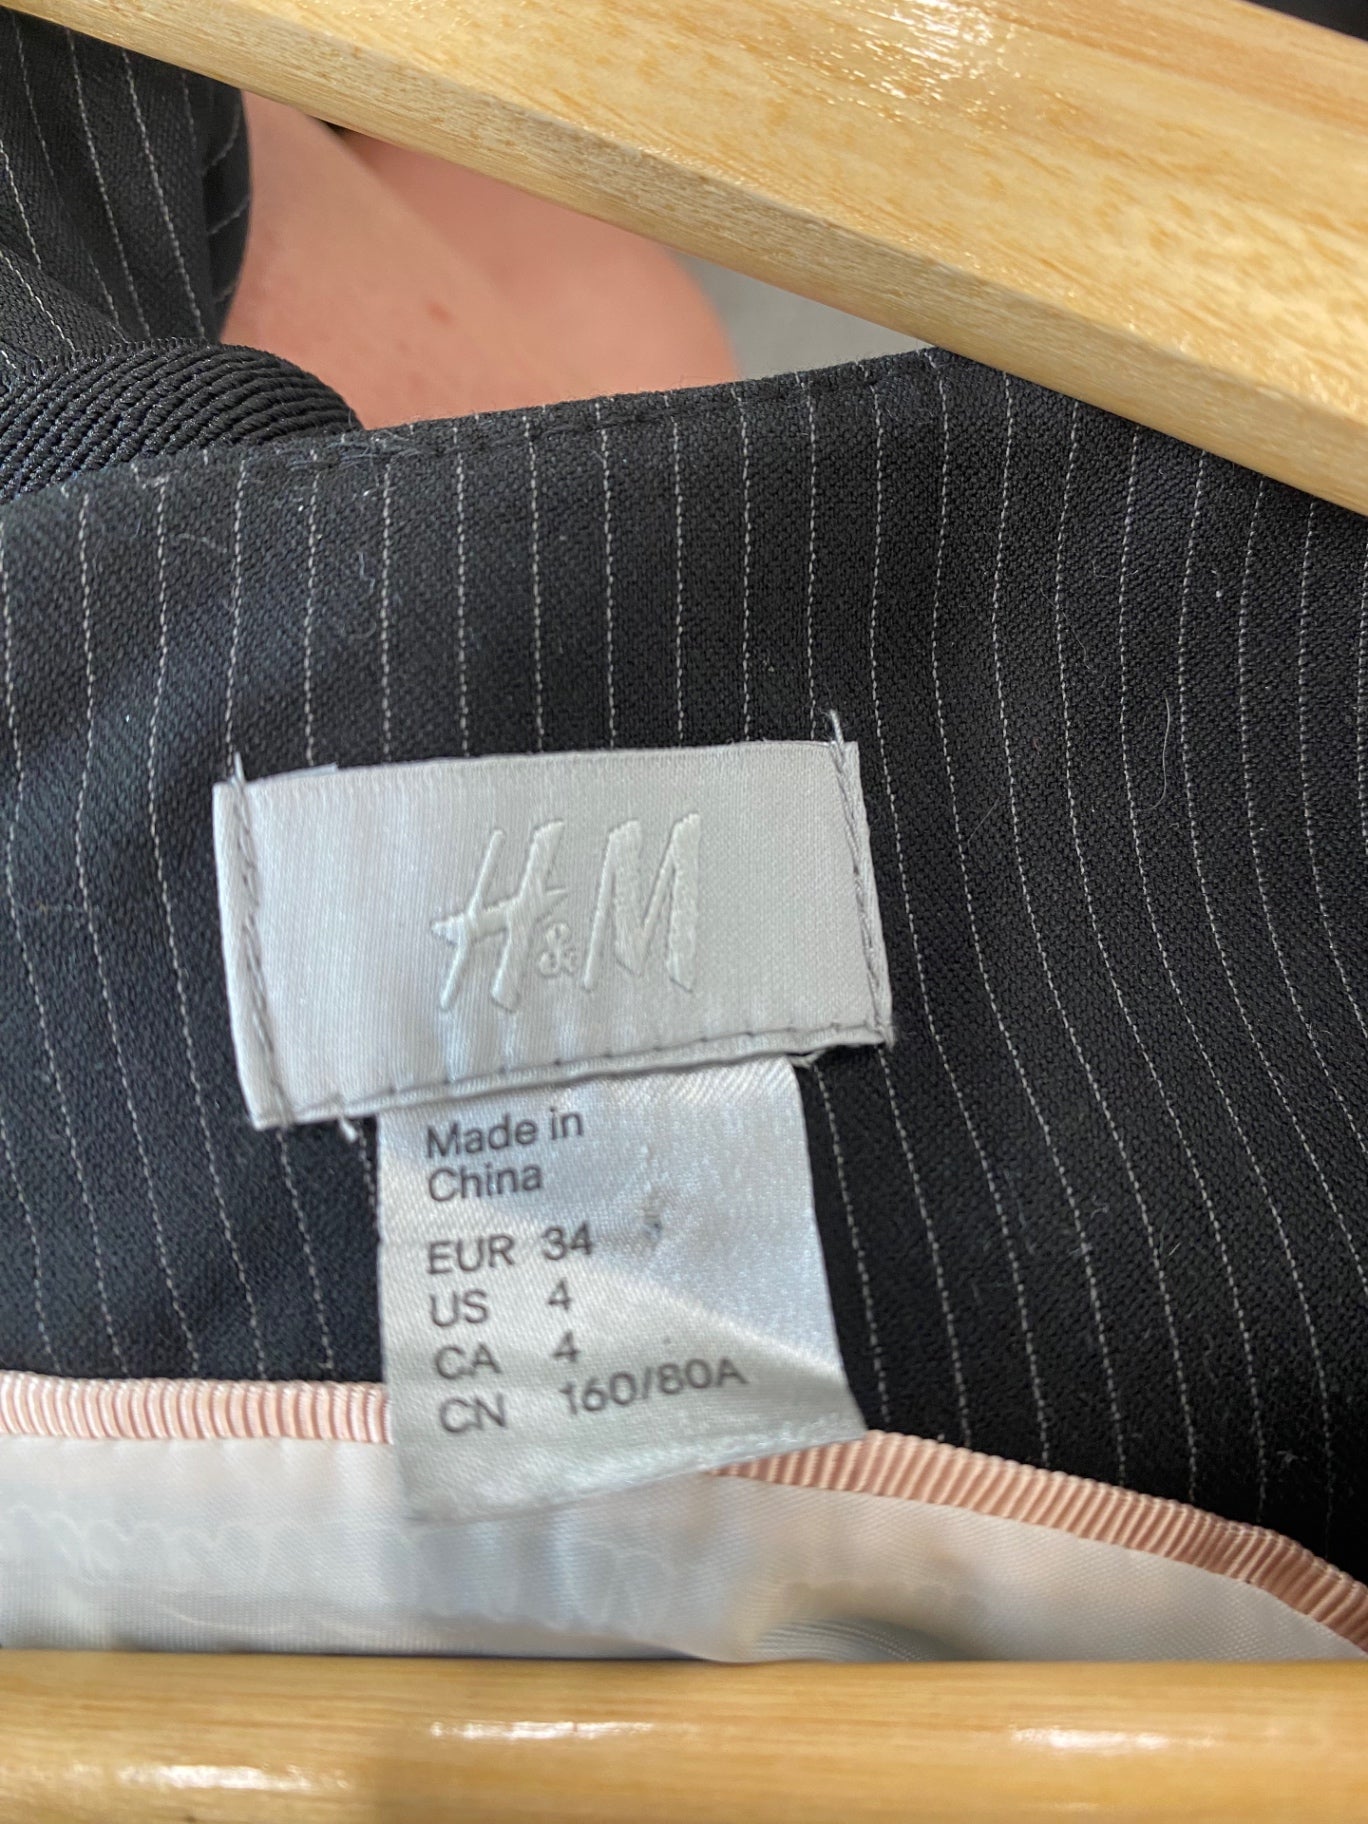 H&M
Made in
China
EUR 34
US 4
CA 4
CN 160/80A